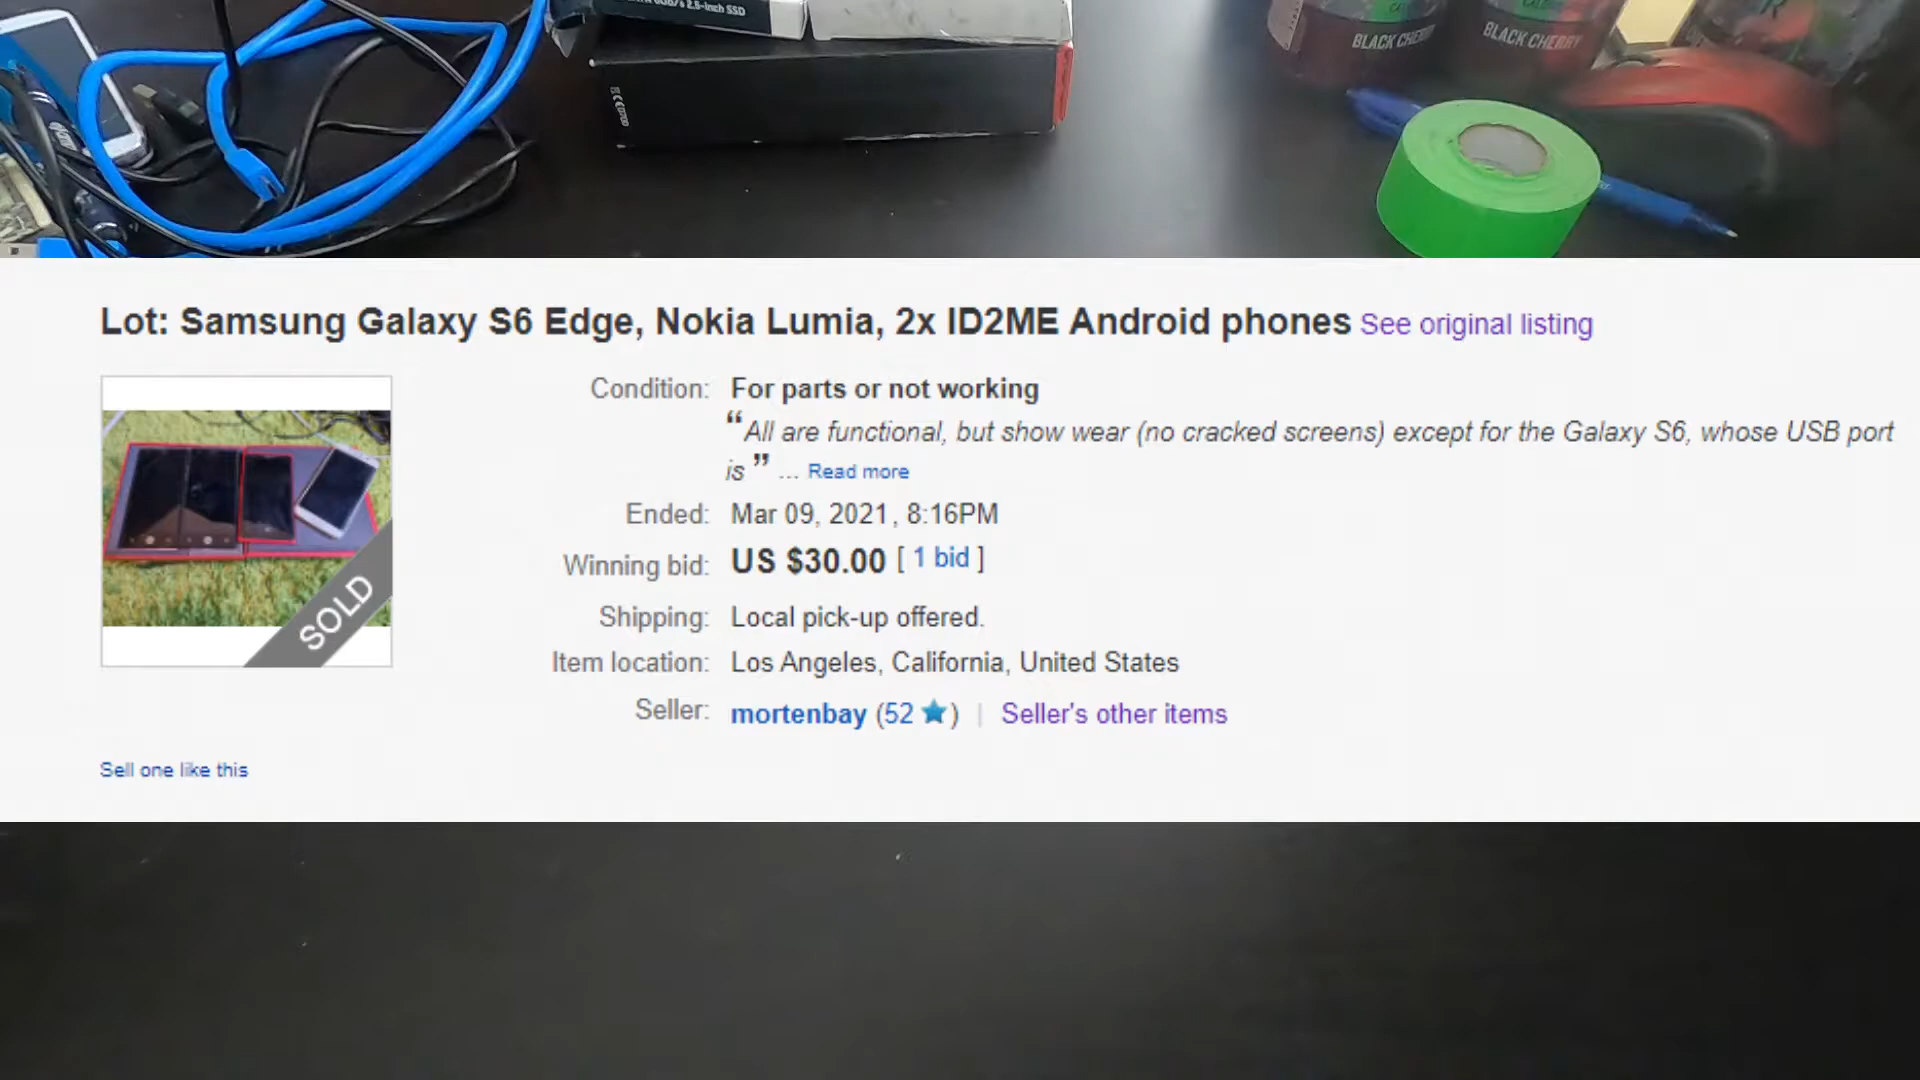 2.5-inch SSD
BLACK CHERRY
BLACK CHERRY
Lot: Samsung Galaxy S6 Edge, Nokia Lumia, 2x ID2ME Android phones See original listing
Condition: For parts or not working
“All are functional, but show wear (no cracked screens) except for the Galaxy S6, whose USB port
is ” ... Read more
Ended: Mar 09, 2021 , 8:16PM
Winning bid: US $30.00 [ 1 bid ]
Shipping: Local pick-up offered.
Item location: Los Angeles, California, United States
SOLD
Seller: mortenbay (52 ) | Seller's other items
Sell one like this